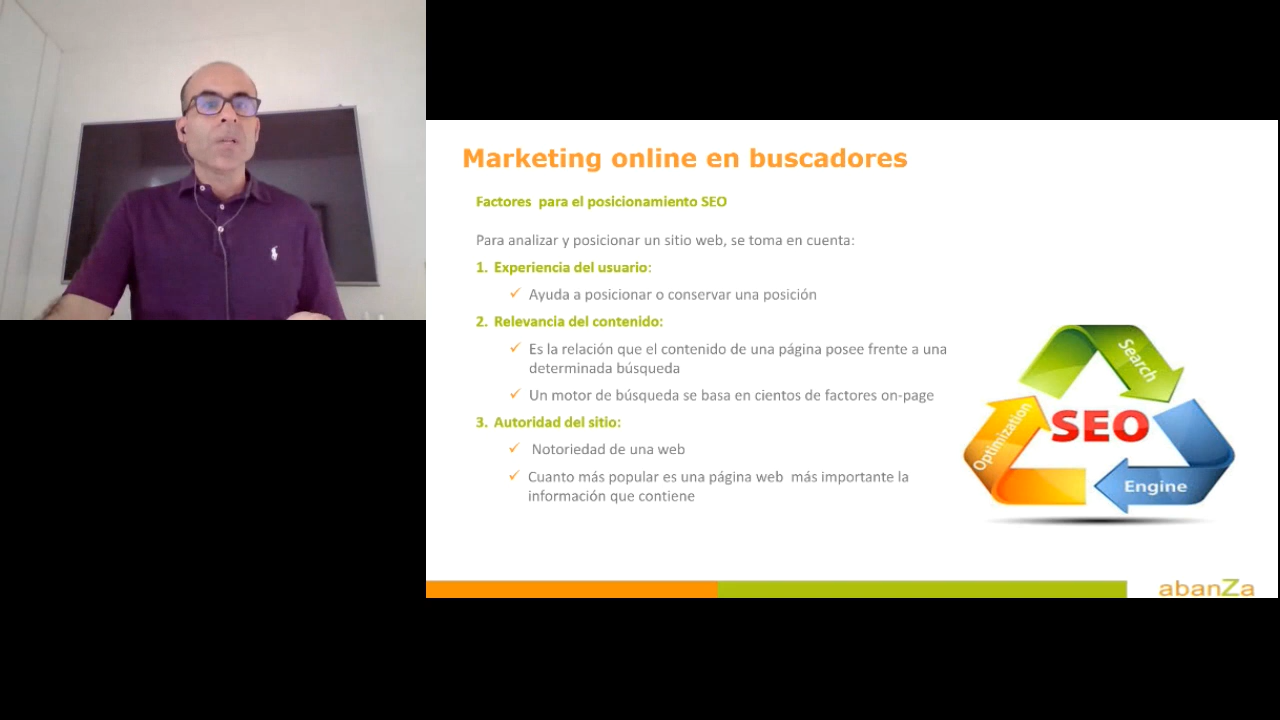 Marketing online en buscadores
Factores para el posicionamiento SEO
Para analizar y posicionar un sitio web, se toma en cuenta:
1. Experiencia del usuario:
Ayuda a posicionar o conservar una posición
2. Relevancia del contenido:
Es la relación que el contenido de una página posee frente a una
determinada búsqueda
Un motor de búsqueda se basa en cientos de factores on-page
3. Autoridad del sitio:
Notoriedad de una web
Cuanto más popular es una página web más importante la
información que contiene
Search
SEO
Optimization
Engine
abanZa